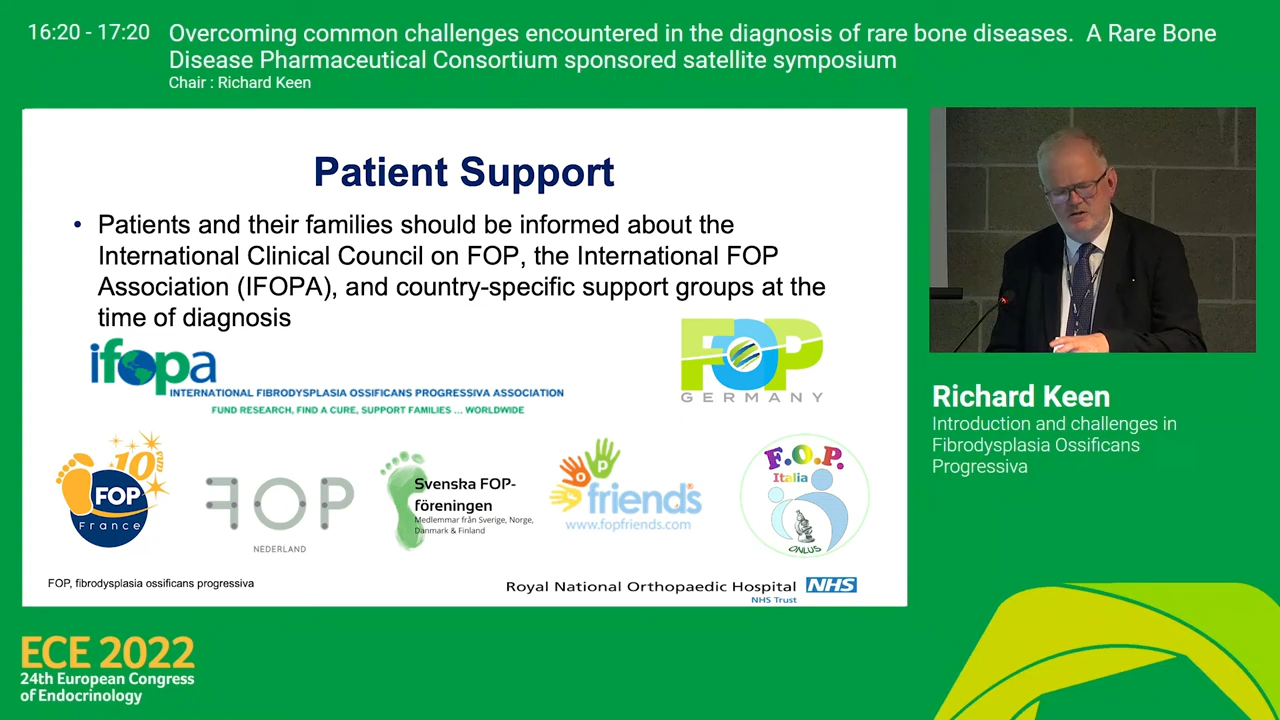 16:20 - 17:20
Overcoming common challenges encountered in the diagnosis of rare bone diseases.  A Rare Bone
Disease Pharmaceutical Consortium sponsored satellite symposium
Chair : Richard Keen
Patient Support
• Patients and their families should be informed about the
International Clinical Council on FOP, the International FOP
Association (IFOPA), and country-specific support groups at the
time of diagnosis
ifopa
INTERNATIONAL FIBRODYSPLASIA OSSIFICANS PROGRESSIVA ASSOCIATION
FUND RESEARCH, FIND A CURE, SUPPORT FAMILIES ... WORLDWIDE
FOP
GERMANY
10 ans
FOP
France
FOP
NEDERLAND
Svenska FOP-
föreningen
Medlemmar från Sverige, Norge,
Danmark & Finland
FOP
friends
www.fopfriends.com
F.O.P.
Italia
ONLUS
FOP, fibrodysplasia ossificans progressiva
Royal National Orthopaedic Hospital NHS
NHS Trust
Richard Keen
Introduction and challenges in
Fibrodysplasia Ossificans
Progressiva
ECE 2022
24th European Congress
of Endocrinology